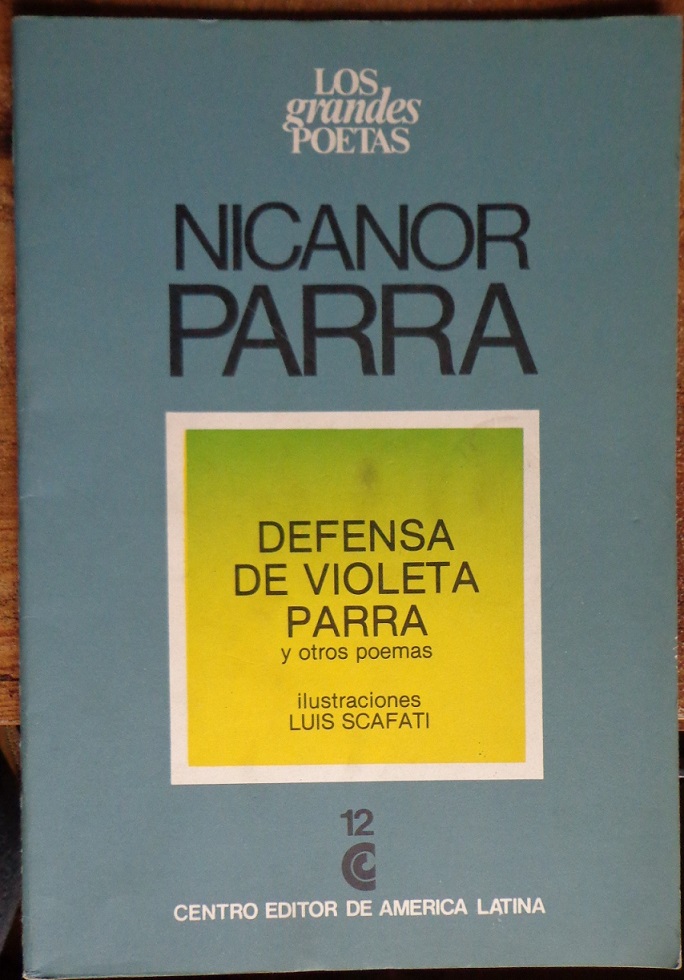 LOS
grandes
POETAS
NICANOR
PARRA
DEFENSA
DE VIOLETA
PARRA
y otros poemas
ilustraciones
LUIS SCAFATI
12
CENTRO EDITOR DE AMERICA LATINA